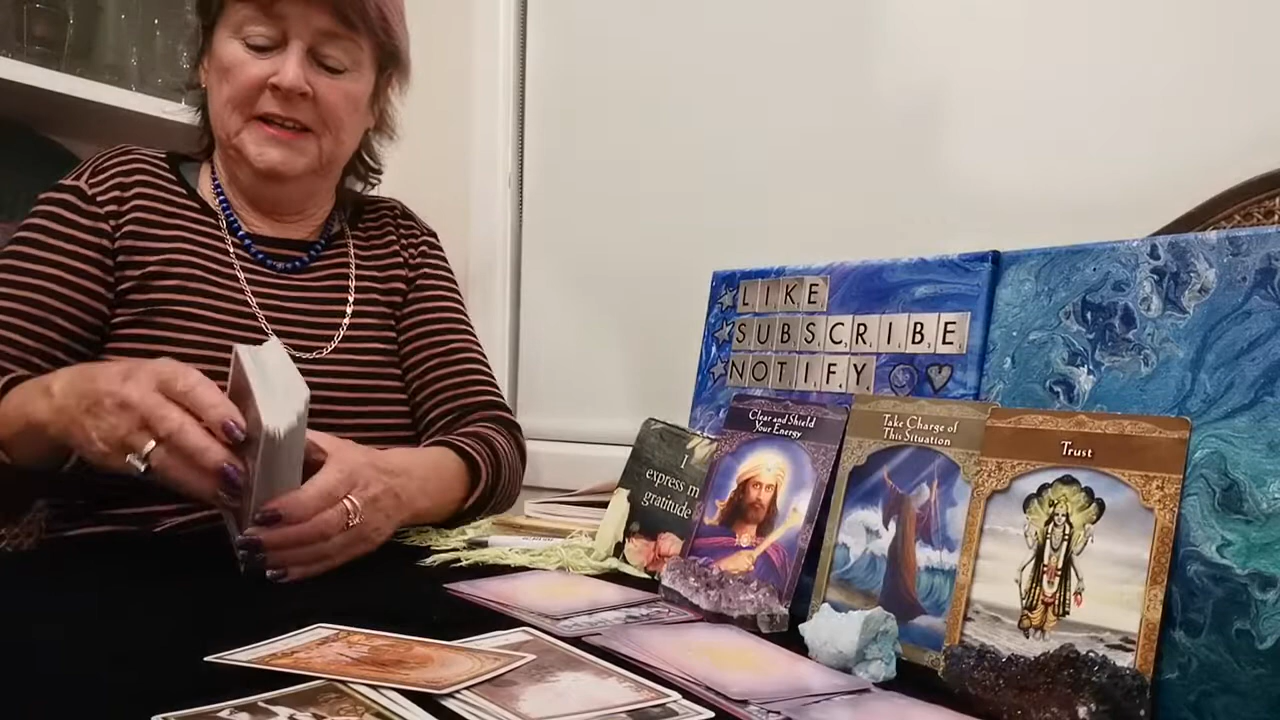 LIKE
SUBSCRIBE
NOTIFY
I
express m
gratitude
Clear and Shield
Your Energy
Take Charge of
This Situation
Trust